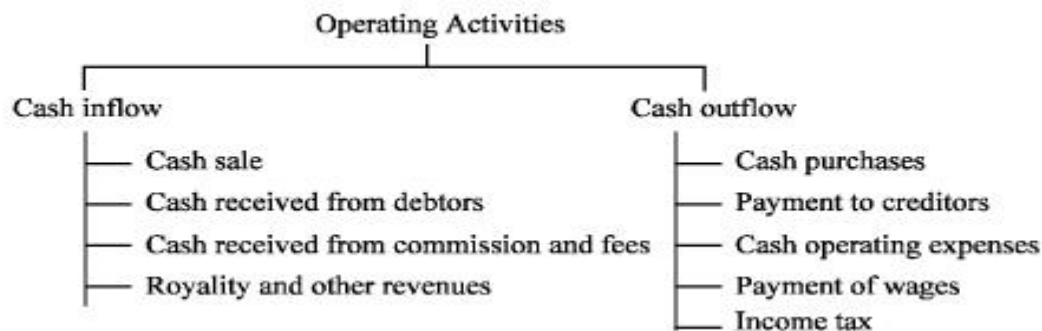 Operating Activities
Cash inflow
Cash sale
Cash received from debtors
Cash received from commission and fees
Royality and other revenues
Cash outflow
Cash purchases
Payment to creditors
Cash operating expenses
Payment of wages
Income tax